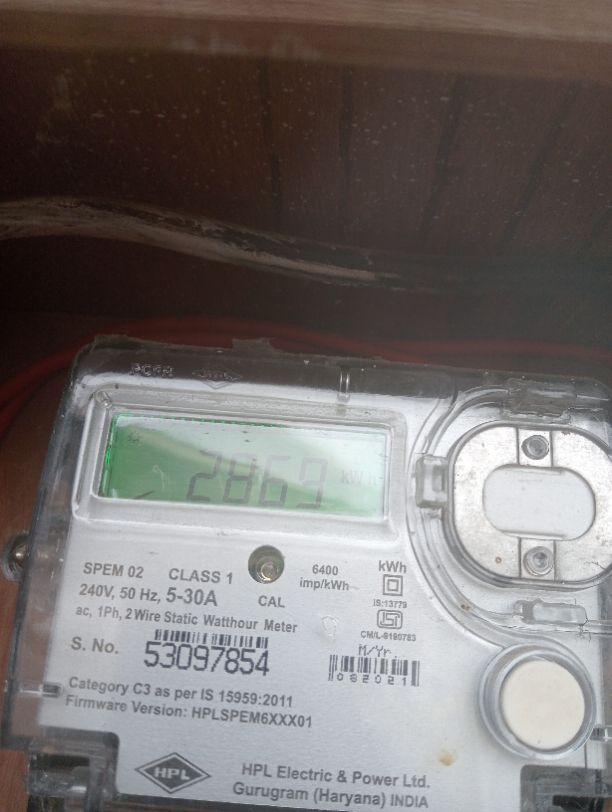 2869 kWh
SPEM 02 CLASS 1
240V, 50 Hz, 5-30A
ac, 1Ph, 2 Wire Static Watthour Meter
CAL
6400
imp/kWh
kWh
IS:13779
ISI
CM/L-9190783
S. No. 53097854
M/Yr.
082021
Category C3 as per IS 15959:2011
Firmware Version: HPLSPEM6XXX01
HPL
HPL Electric & Power Ltd.
Gurugram (Haryana) INDIA